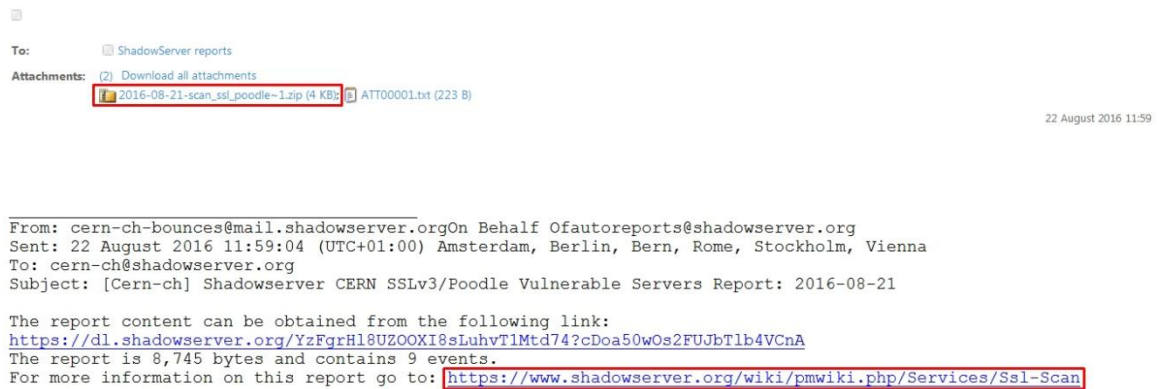 To: ShadowServer reports
Attachments: (2) Download all attachments
2016-08-21-scan_ssl_poodle~1.zip (4 KB); ATT00001.txt (223 B)
22 August 2016 11:59
From: cern-ch-bounces@mail.shadowserver.orgOn Behalf Ofautoreports@shadowserver.org
Sent: 22 August 2016 11:59:04 (UTC+01:00) Amsterdam, Berlin, Bern, Rome, Stockholm, Vienna
To: cern-ch@shadowserver.org
Subject: [Cern-ch] Shadowserver CERN SSLv3/Poodle Vulnerable Servers Report: 2016-08-21
The report content can be obtained from the following link:
https://dl.shadowserver.org/YzFgrHl8UZOOXI8sLuhvT1Mtd74?cDoa50wOs2FUJbTlb4VCnA
The report is 8,745 bytes and contains 9 events.
For more information on this report go to: https://www.shadowserver.org/wiki/pmwiki.php/Services/Ssl-Scan